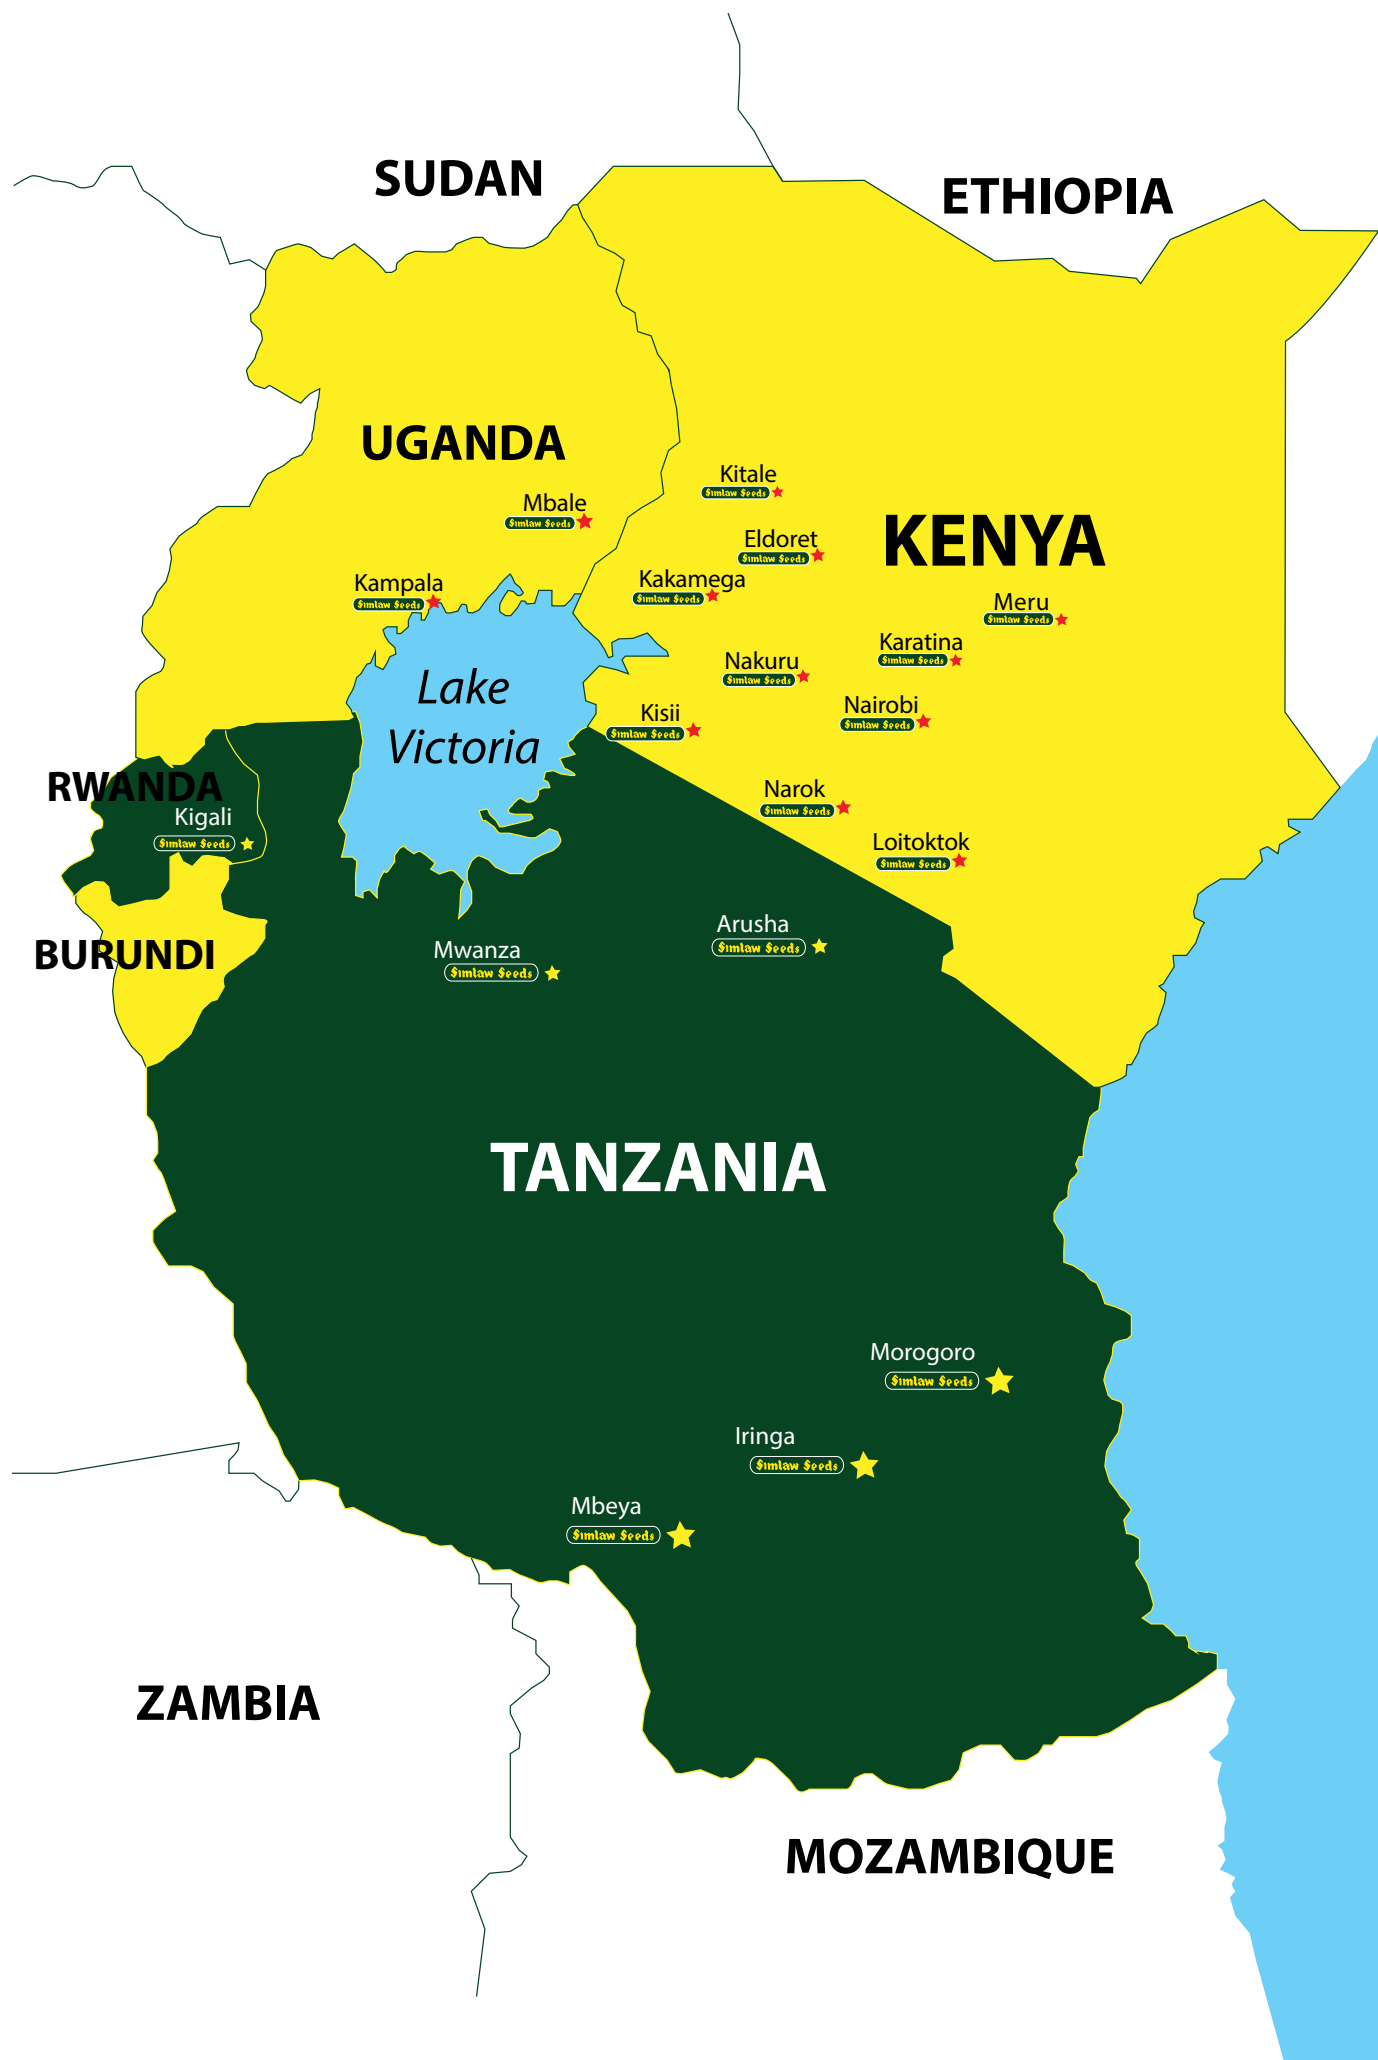 SUDAN
ETHIOPIA
UGANDA
Kitale
Simlaw Seeds
Mbale
Simlaw Seeds
KENYA
Eldoret
Simlaw Seeds
Kampala
Simlaw Seeds
Kakamega
Simlaw Seeds
Meru
Simlaw Seeds
Karatina
Simlaw Seeds
Lake
Victoria
Nakuru
Simlaw Seeds
Nairobi
Simlaw Seeds
Kisii
Simlaw Seeds
RWANDA
Kigali
Simlaw Seeds
Narok
Simlaw Seeds
Loitoktok
Simlaw Seeds
BURUNDI
Mwanza
Simlaw Seeds
Arusha
Simlaw Seeds
TANZANIA
Morogoro
Simlaw Seeds
Iringa
Simlaw Seeds
Mbeya
Simlaw Seeds
ZAMBIA
MOZAMBIQUE